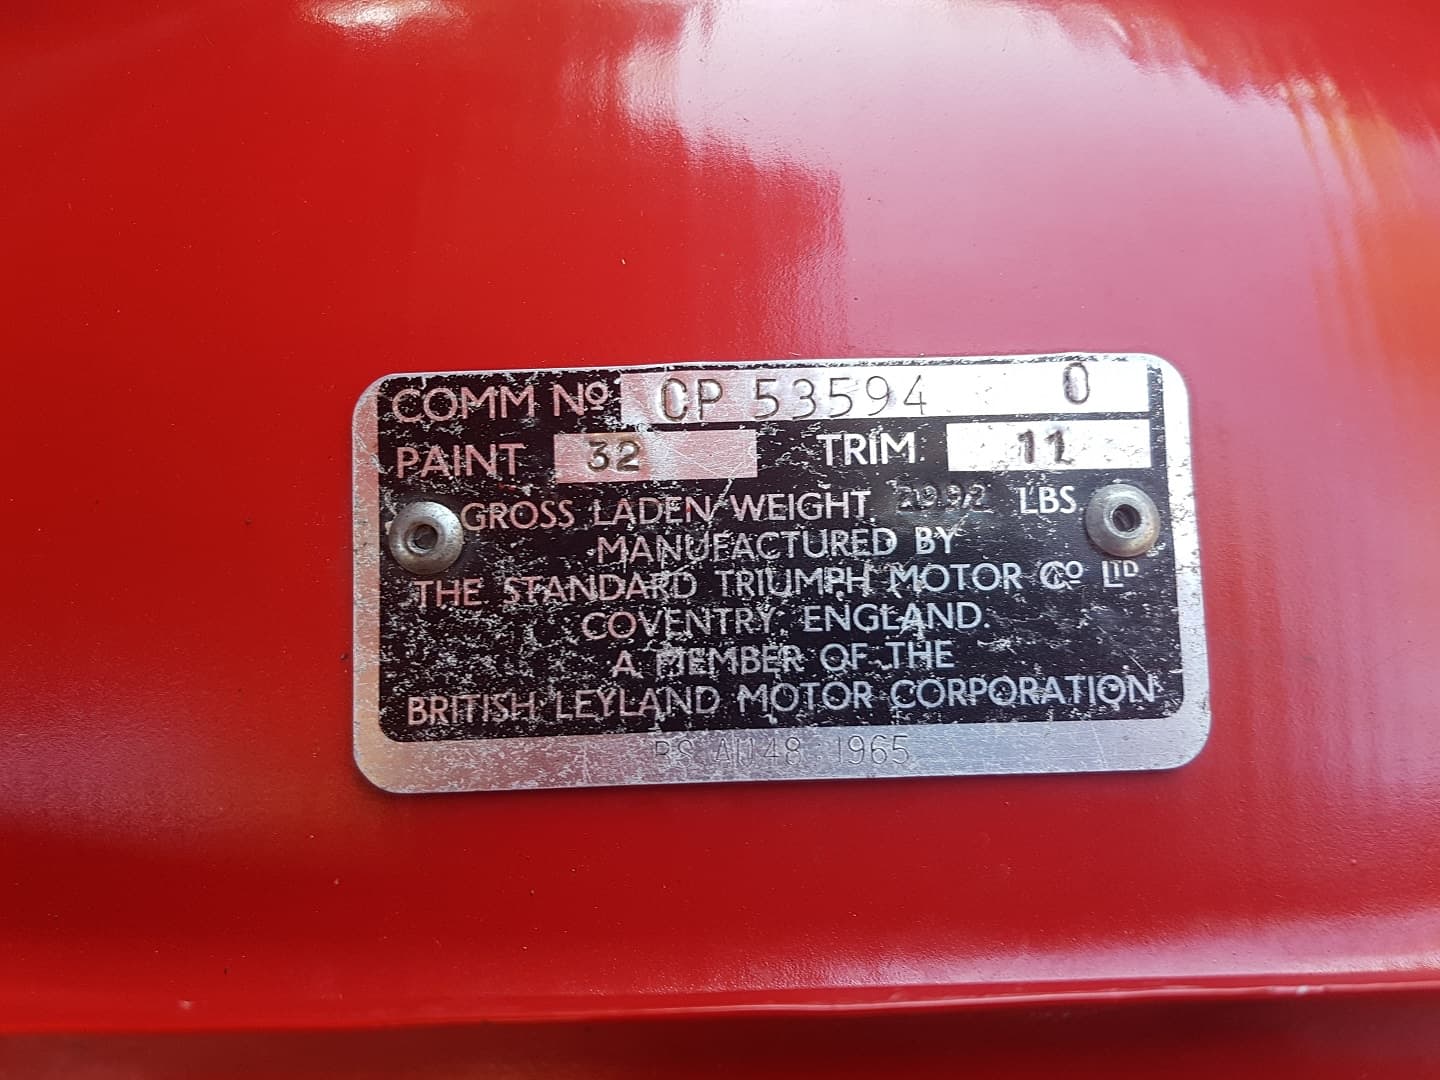 COMM Nº CP 53594 O
PAINT 32 TRIM 11
GROSS LADEN WEIGHT 2992 LBS.
MANUFACTURED BY
THE STANDARD TRIUMPH MOTOR Cº LTD
COVENTRY ENGLAND.
A MEMBER OF THE
BRITISH LEYLAND MOTOR CORPORATION
BS AU48 1965